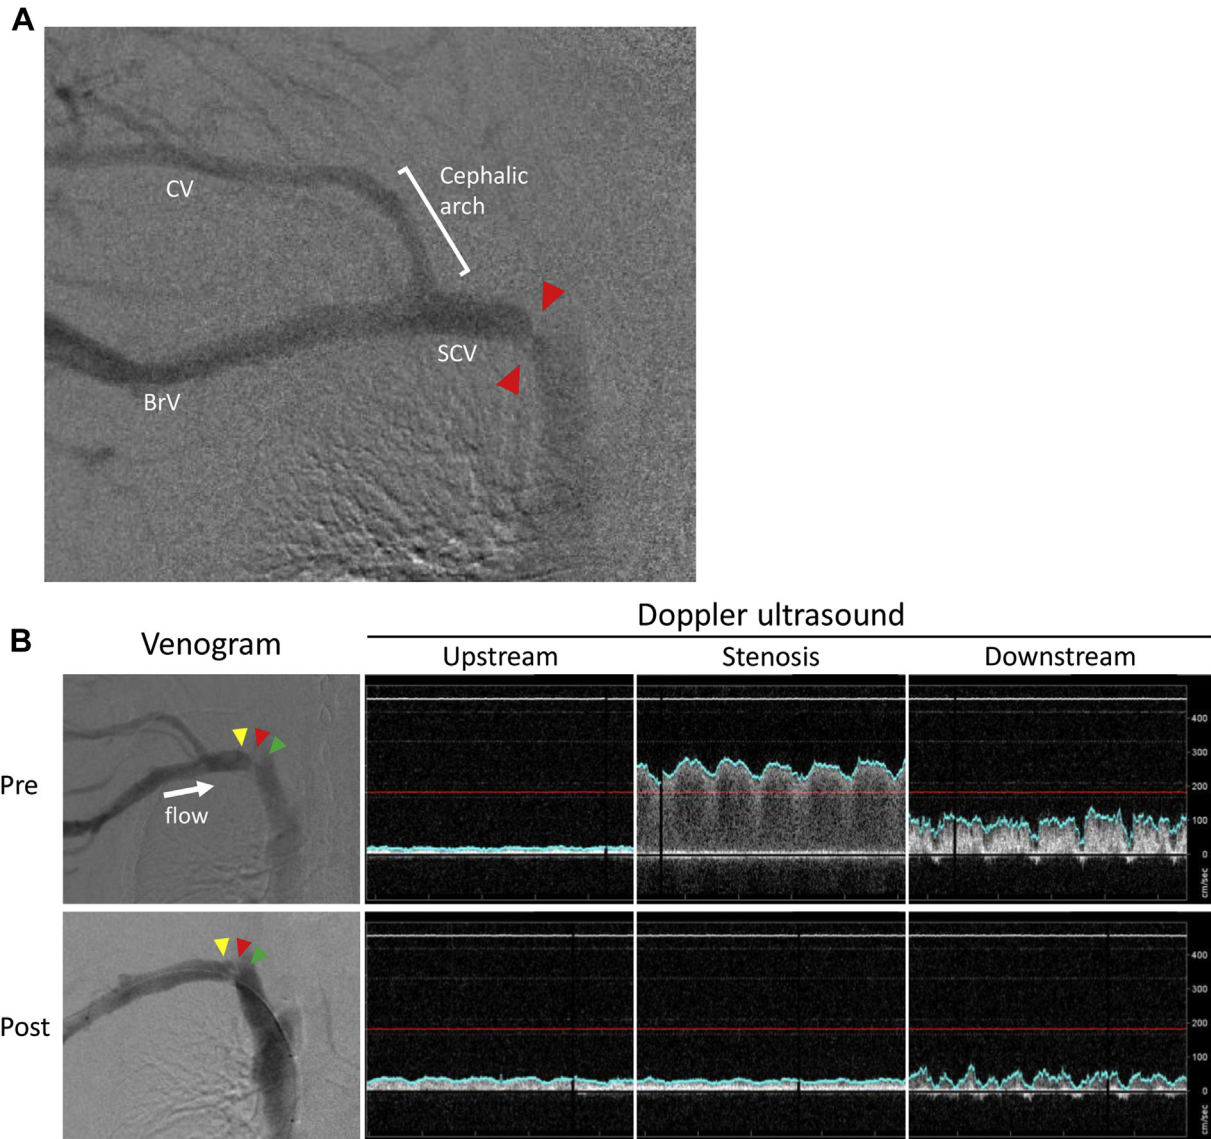 A
CV
Cephalic
arch
SCV
BrV
B
Venogram
Doppler ultrasound
Upstream
Stenosis
Downstream
Pre
flow
400
300
200
100
0
cm/sec
Post
400
300
200
100
0
cm/sec